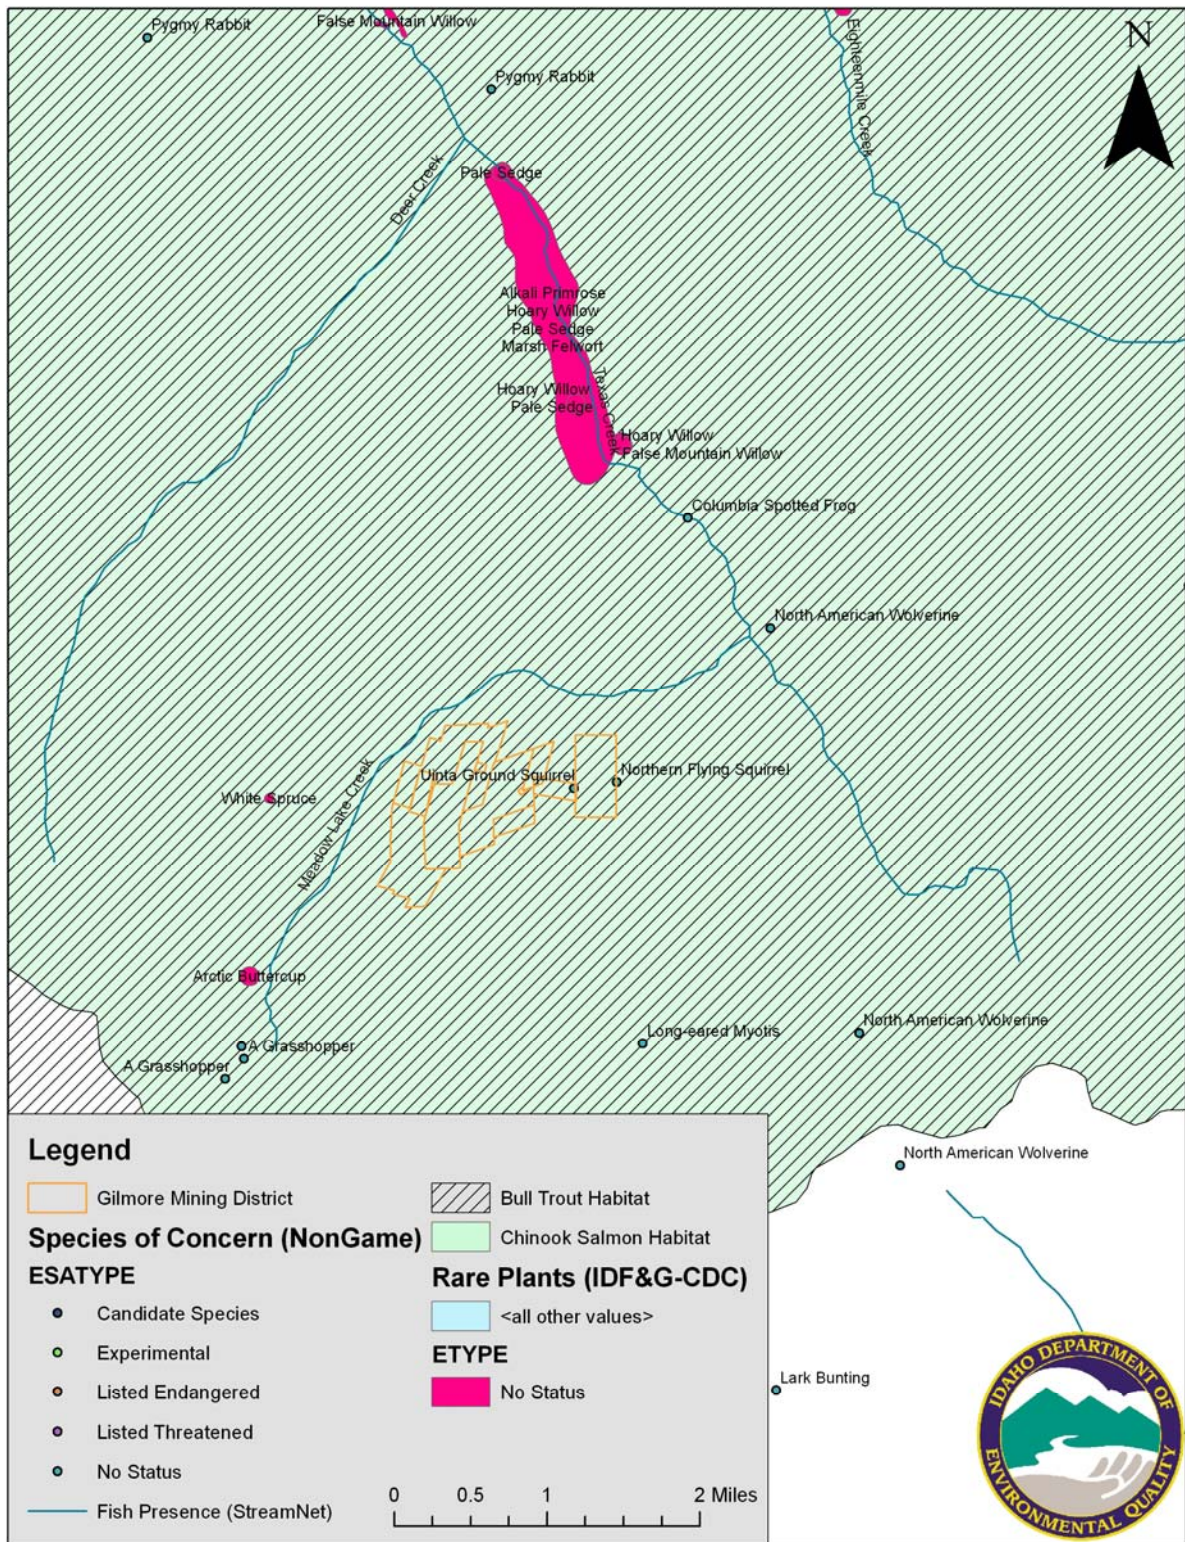 Pygmy Rabbit
False Mountain Willow
N
Eighteenmile Creek
Pygmy Rabbit
Deer Creek
Pale Sedge
Alkali Primrose
Hoary Willow
Pale Sedge
Marsh Felwort
Texas Creek
Hoary Willow
Pale Sedge
Hoary Willow
False Mountain Willow
Columbia Spotted Frog
North American Wolverine
Uinta Ground Squirrel
Northern Flying Squirrel
White Spruce
Meadow Lake Creek
Arctic Buttercup
A Grasshopper
A Grasshopper
Long-eared Myotis
North American Wolverine
North American Wolverine
Lark Bunting
Legend
Gilmore Mining District
Species of Concern (NonGame)
ESATYPE
Candidate Species
Experimental
Listed Endangered
Listed Threatened
No Status
Fish Presence (StreamNet)
Bull Trout Habitat
Chinook Salmon Habitat
Rare Plants (IDF&G-CDC)
<all other values>
ETYPE
No Status
0 0.5 1 2 Miles
IDAHO DEPARTMENT OF
ENVIRONMENTAL QUALITY